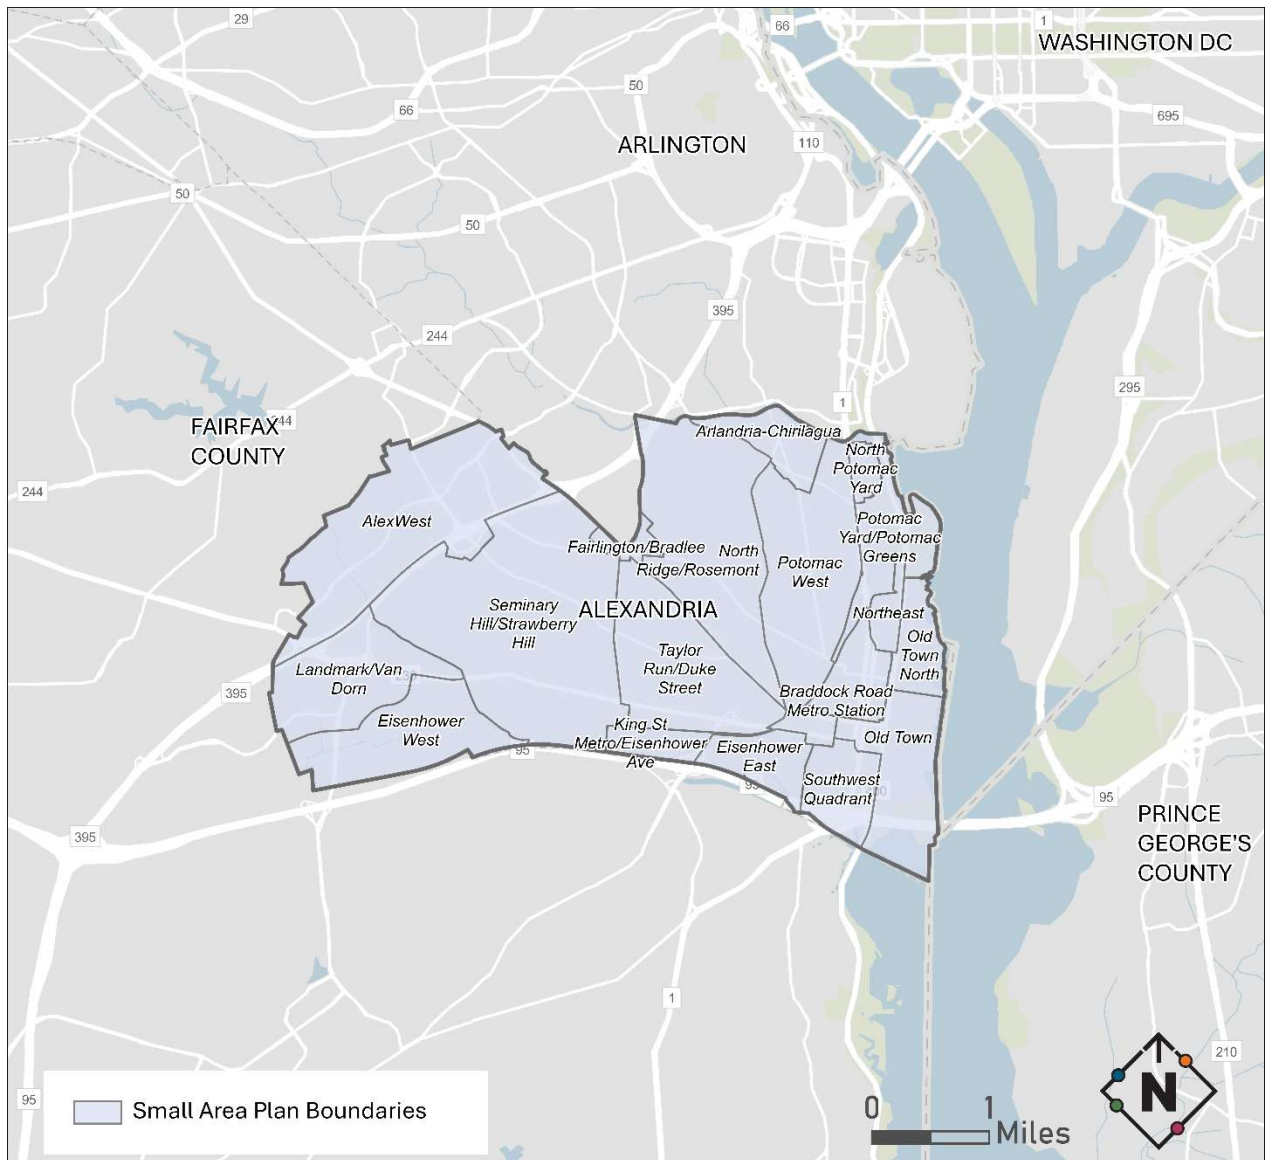 29
66
1
WASHINGTON DC
50
66
695
ARLINGTON
110
50
50
395
244
295
1
FAIRFAX
COUNTY
44
244
Arlandria-Chirilagua
North
Potomac
Yard
AlexWest
Potomac
Yard/Potomac
Greens
Fairlington/Bradlee
North
Ridge/Rosemont
Potomac
West
Seminary
Hill/Strawberry
Hill
ALEXANDRIA
Northeast
Old
Town
North
Taylor
Run/Duke
Street
Landmark/Van
Dorn
236
395
Braddock Road
Metro Station
Eisenhower
West
King St
Metro/Eisenhower
Ave
Eisenhower
East
Old Town
95
95
Southwest
Quadrant
400
95
PRINCE
GEORGE'S
COUNTY
395
1
210
95
Small Area Plan Boundaries
0 1
Miles
N